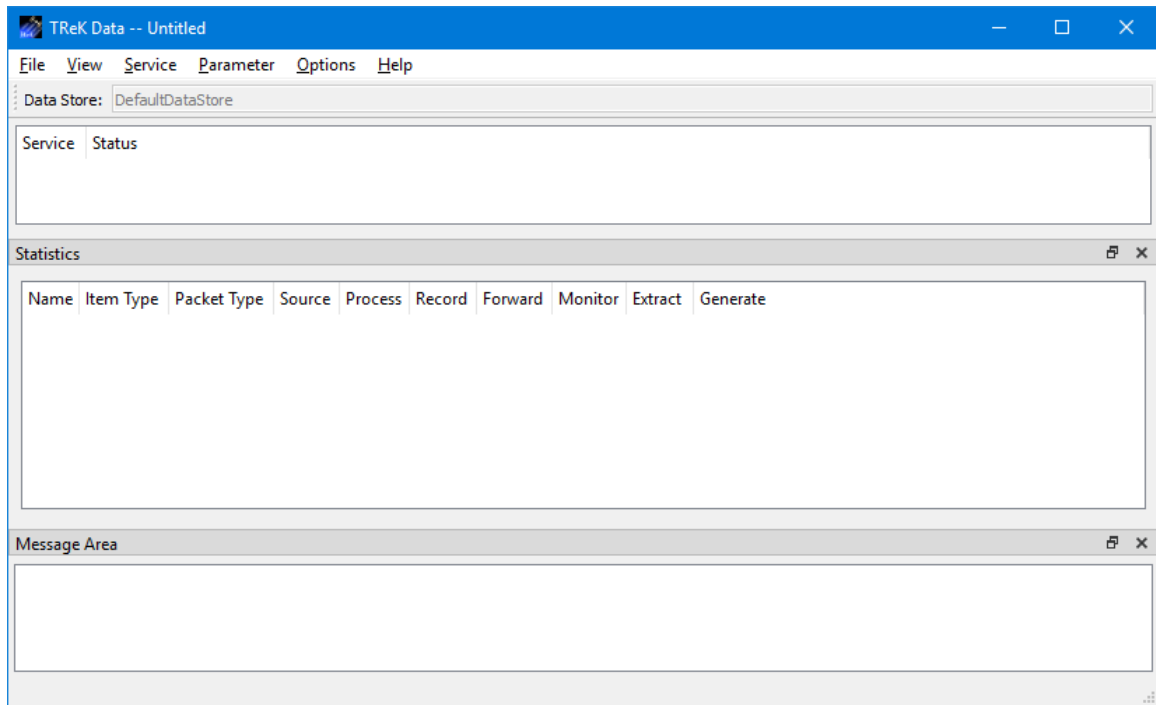 TReK Data -- Untitled
File View Service Parameter Options Help
Data Store: DefaultDataStore
Service Status
Statistics
Name Item Type Packet Type Source Process Record Forward Monitor Extract Generate
Message Area